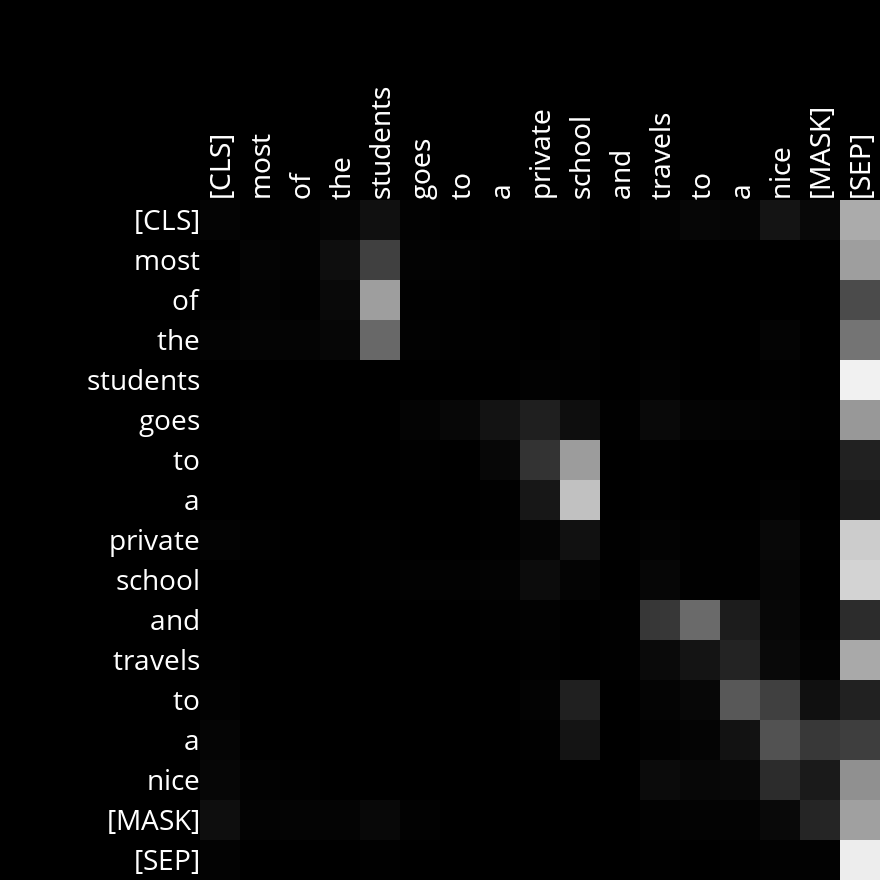 [CLS]
most
of
the
students
goes
to
a
private
school
and
travels
to
a
nice
[MASK]
[SEP]
[CLS]
most
of
the
students
goes
to
a
private
school
and
travels
to
a
nice
[MASK]
[SEP]